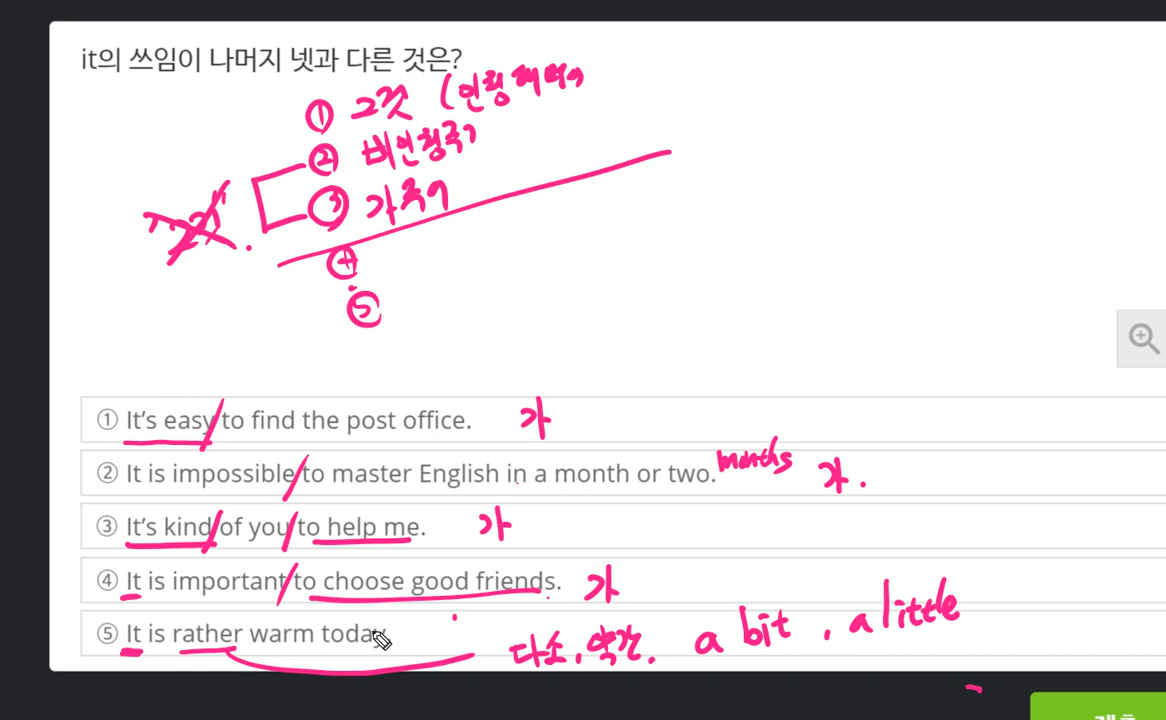 it의 쓰임이 나머지 넷과 다른 것은?
① 그것 (인칭대명사
② 비인칭주어
③ 가주어
④
⑤
① It's easy to find the post office. 가
② It is impossible to master English in a month or two. months 가.
③ It's kind of you to help me. 가
④ It is important to choose good friends. 가
⑤ It is rather warm today. 다소, 약간. a bit, a little
제출